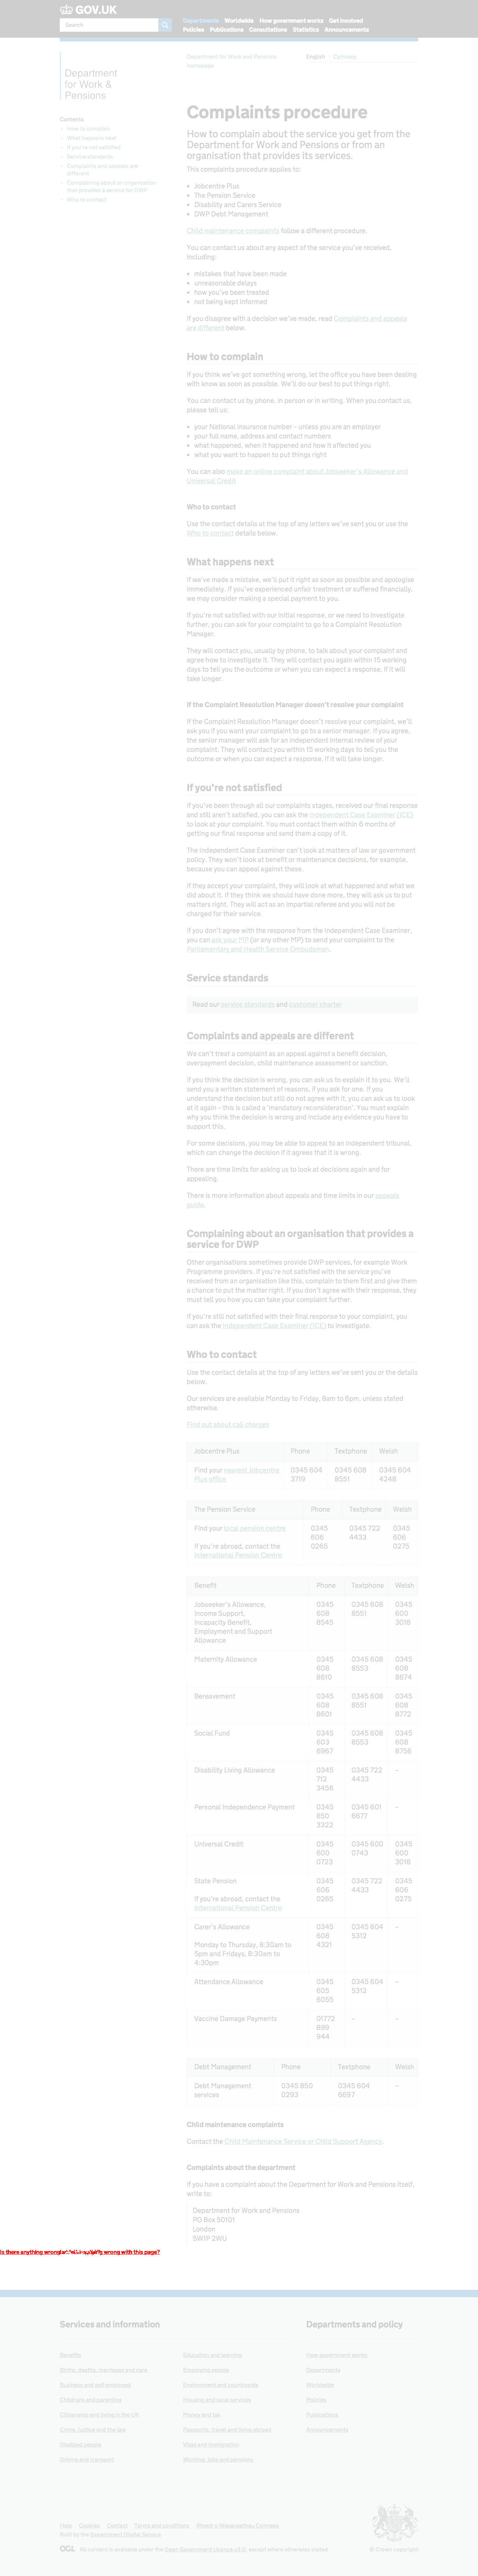 GOV.UK
Search
Departments Worldwide How government works Get involved
Policies Publications Consultations Statistics Announcements
Department for Work and Pensions
homepage
English Cymraeg
Department
for Work &
Pensions
Contents
How to complain
What happens next
If you're not satisfied
Service standards
Complaints and appeals are
different
Complaining about an organisation
that provides a service for DWP
Who to contact
Complaints procedure
How to complain about the service you get from the
Department for Work and Pensions or from an
organisation that provides its services.
This complaints procedure applies to:
Jobcentre Plus
The Pension Service
Disability and Carers Service
DWP Debt Management
Child maintenance complaints follow a different procedure.
You can contact us about any aspect of the service you've received,
including:
mistakes that have been made
unreasonable delays
how you've been treated
not being kept informed
If you disagree with a decision we've made, read Complaints and appeals
are different below.
How to complain
If you think we've got something wrong, let the office you have been dealing
with know as soon as possible. We'll do our best to put things right.
You can contact us by phone, in person or in writing. When you contact us,
please tell us:
your National Insurance number – unless you are an employer
your full name, address and contact numbers
what happened, when it happened and how it affected you
what you want to happen to put things right
You can also make an online complaint about Jobseeker's Allowance and
Universal Credit
Who to contact
Use the contact details at the top of any letters we've sent you or use the
Who to contact details below.
What happens next
If we've made a mistake, we'll put it right as soon as possible and apologise
immediately. If you've experienced unfair treatment or suffered financially,
we may consider making a special payment to you.
If you're not satisfied with our initial response, or we need to investigate
further, you can ask for your complaint to go to a Complaint Resolution
Manager.
They will contact you, usually by phone, to talk about your complaint and
agree how to investigate it. They will contact you again within 15 working
days to tell you the outcome or when you can expect a response, if it will
take longer.
If the Complaint Resolution Manager doesn't resolve your complaint
If the Complaint Resolution Manager doesn't resolve your complaint, we'll
ask you if you want your complaint to go to a senior manager. If you agree,
the senior manager will ask for an independent internal review of your
complaint. They will contact you within 15 working days to tell you the
outcome or when you can expect a response, if it will take longer.
If you're not satisfied
If you've been through all our complaints stages, received our final response
and still aren't satisfied, you can ask the Independent Case Examiner (ICE)
to look at your complaint. You must contact them within 6 months of
getting our final response and send them a copy of it.
The Independent Case Examiner can't look at matters of law or government
policy. They won't look at benefit or maintenance decisions, for example,
because you can appeal against these.
If they accept your complaint, they will look at what happened and what we
did about it. If they think we should have done more, they will ask us to put
matters right. They will act as an impartial referee and you will not be
charged for their service.
If you don't agree with the response from the Independent Case Examiner,
you can ask your MP (or any other MP) to send your complaint to the
Parliamentary and Health Service Ombudsman.
Service standards
Read our service standards and customer charter
Complaints and appeals are different
We can't treat a complaint as an appeal against a benefit decision,
overpayment decision, child maintenance assessment or sanction.
If you think the decision is wrong, you can ask us to explain it to you. We'll
send you a written statement of reasons, if you ask for one. If you
understand the decision but still do not agree with it, you can ask us to look
at it again – this is called a 'mandatory reconsideration'. You must explain
why you think the decision is wrong and include any evidence you have to
support this.
For some decisions, you may be able to appeal to an independent tribunal,
which can change the decision if it agrees that it is wrong.
There are time limits for asking us to look at decisions again and for
appealing.
There is more information about appeals and time limits in our appeals
guide.
Complaining about an organisation that provides a
service for DWP
Other organisations sometimes provide DWP services, for example Work
Programme providers. If you're not satisfied with the service you've
received from an organisation like this, complain to them first and give them
a chance to put the matter right. If you don't agree with their response, they
must tell you how you can take your complaint further.
If you're still not satisfied with their final response to your complaint, you
can ask the Independent Case Examiner (ICE) to investigate.
Who to contact
Use the contact details at the top of any letters we've sent you or the details
below.
Our services are available Monday to Friday, 8am to 6pm, unless stated
otherwise.
Find out about call charges
Jobcentre Plus Phone Textphone Welsh
Find your nearest Jobcentre
Plus office
0345 604
3719
0345 608
8551
0345 604
4248
The Pension Service Phone Textphone Welsh
Find your local pension centre
If you're abroad, contact the
International Pension Centre
0345
606
0265
0345 722
4433
0345
606
0275
Benefit Phone Textphone Welsh
Jobseeker's Allowance,
Income Support,
Incapacity Benefit,
Employment and Support
Allowance
0345
608
8545
0345 608
8551
0345
600
3018
Maternity Allowance
0345
608
8610
0345 608
8553
0345
608
8674
Bereavement
0345
608
8601
0345 608
8551
0345
608
8772
Social Fund
0345
603
6967
0345 608
8553
0345
608
8756
Disability Living Allowance
0345
712
3456
0345 722
4433
–
Personal Independence Payment
0345
850
3322
0345 601
6677
–
Universal Credit
0345
600
0723
0345 600
0743
0345
600
3018
State Pension
If you're abroad, contact the
International Pension Centre
0345
606
0265
0345 722
4433
0345
606
0275
Carer's Allowance
Monday to Thursday, 8:30am to
5pm and Fridays, 8:30am to
4:30pm
0345
608
4321
0345 604
5312
–
Attendance Allowance
0345
605
6055
0345 604
5312
–
Vaccine Damage Payments
01772
899
944
–
–
Debt Management Phone Textphone Welsh
Debt Management
services
0345 850
0293
0345 604
6697
–
Child maintenance complaints
Contact the Child Maintenance Service or Child Support Agency.
Complaints about the department
If you have a complaint about the Department for Work and Pensions itself,
write to:
Department for Work and Pensions
PO Box 50101
London
SW1P 2WU
Is there anything wrong wrong with this page?
Services and information
Benefits
Births, deaths, marriages and care
Business and self-employed
Childcare and parenting
Citizenship and living in the UK
Crime, justice and the law
Disabled people
Driving and transport
Education and learning
Employing people
Environment and countryside
Housing and local services
Money and tax
Passports, travel and living abroad
Visas and immigration
Working, jobs and pensions
Departments and policy
How government works
Departments
Worldwide
Policies
Publications
Announcements
Help Cookies Contact Terms and conditions Rhestr o Wasanaethau Cymraeg
Built by the Government Digital Service
OGL All content is available under the Open Government Licence v3.0, except where otherwise stated
© Crown copyright